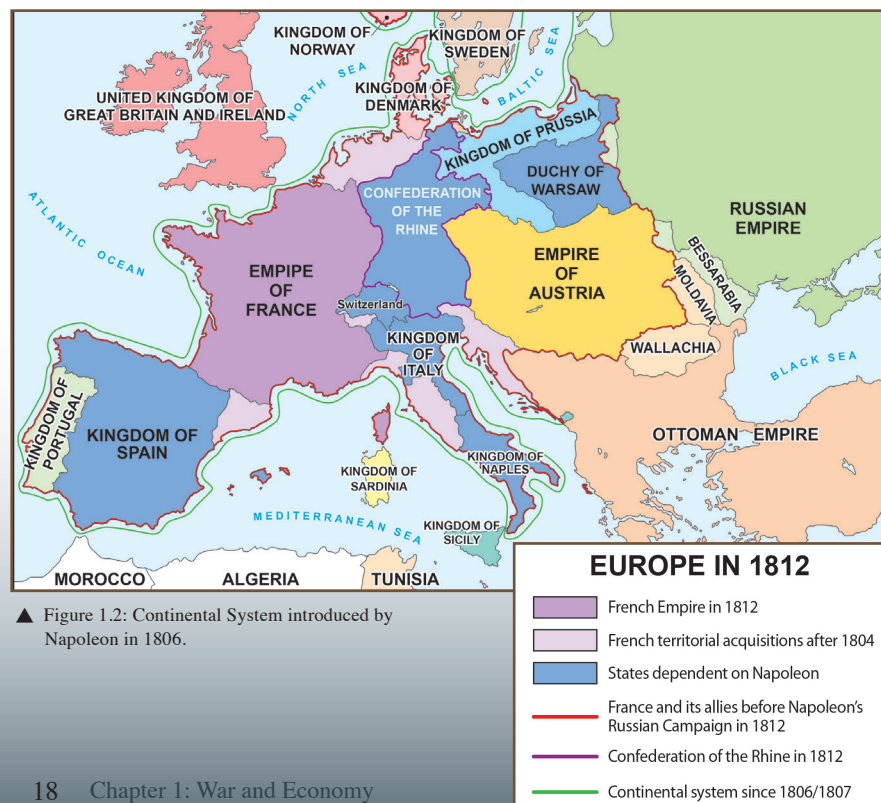 KINGDOM OF
NORWAY
KINGDOM OF
SWEDEN
NORTH SEA
BALTIC SEA
UNITED KINGDOM OF
GREAT BRITAIN AND IRELAND
KINGDOM OF
DENMARK
KINGDOM OF PRUSSIA
DUCHY OF
WARSAW
CONFEDERATION
OF THE
RHINE
RUSSIAN
EMPIRE
ATLANTIC OCEAN
EMPIPE
OF
FRANCE
EMPIRE
OF
AUSTRIA
BESSARABIA
MOLDAVIA
Switzerland
KINGDOM
OF
ITALY
WALLACHIA
BLACK SEA
KINGDOM OF
PORTUGAL
KINGDOM OF
SPAIN
OTTOMAN EMPIRE
KINGDOM OF
SARDINIA
KINGDOM OF
NAPLES
MEDITERRANEAN SEA
KINGDOM OF
SICILY
MOROCCO
ALGERIA
TUNISIA
EUROPE IN 1812
French Empire in 1812
French territorial acquisitions after 1804
States dependent on Napoleon
France and its allies before Napoleon’s
Russian Campaign in 1812
Confederation of the Rhine in 1812
Continental system since 1806/1807
▲ Figure 1.2: Continental System introduced by
Napoleon in 1806.
18 Chapter 1: War and Economy